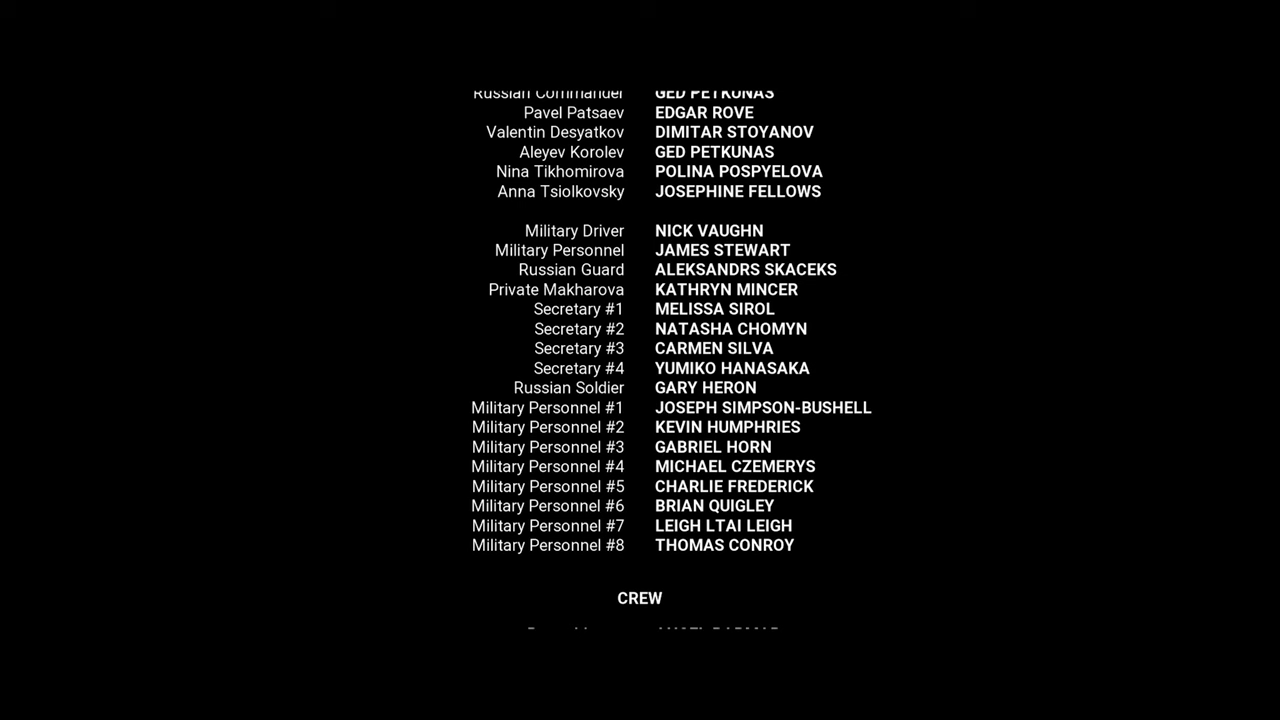 Russian Commander GED PETKUNAS
Pavel Patsaev EDGAR ROVE
Valentin Desyatkov DIMITAR STOYANOV
Aleyev Korolev GED PETKUNAS
Nina Tikhomirova POLINA POSPYELOVA
Anna Tsiolkovsky JOSEPHINE FELLOWS
Military Driver NICK VAUGHN
Military Personnel JAMES STEWART
Russian Guard ALEKSANDRS SKACEKS
Private Makharova KATHRYN MINCER
Secretary #1 MELISSA SIROL
Secretary #2 NATASHA CHOMYN
Secretary #3 CARMEN SILVA
Secretary #4 YUMIKO HANASAKA
Russian Soldier GARY HERON
Military Personnel #1 JOSEPH SIMPSON-BUSHELL
Military Personnel #2 KEVIN HUMPHRIES
Military Personnel #3 GABRIEL HORN
Military Personnel #4 MICHAEL CZEMERYS
Military Personnel #5 CHARLIE FREDERICK
Military Personnel #6 BRIAN QUIGLEY
Military Personnel #7 LEIGH LTAI LEIGH
Military Personnel #8 THOMAS CONROY
CREW